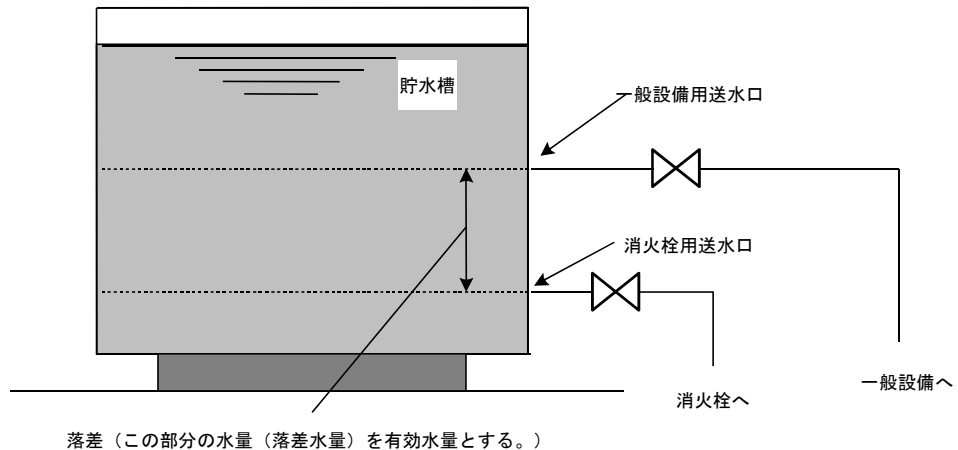 貯水槽
一般設備用送水口
消火栓用送水口
一般設備へ
消火栓へ
落差（この部分の水量（落差水量）を有効水量とする。）